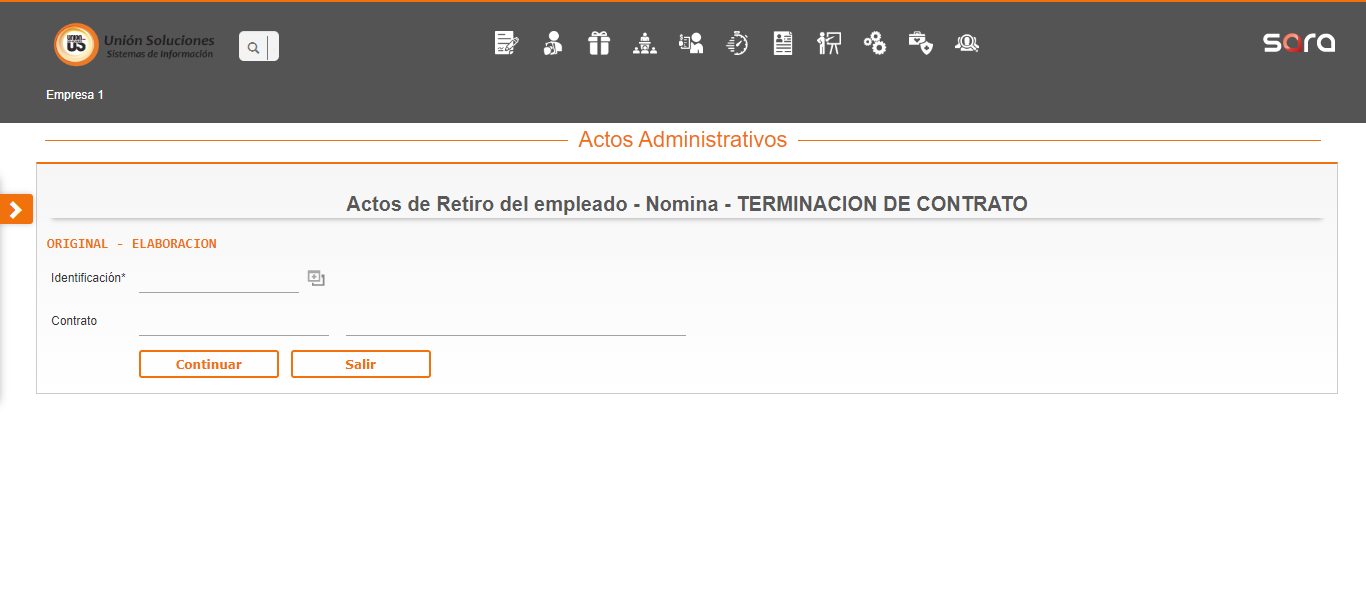 Unión Soluciones
Sistemas de Información
sara
Empresa 1
Actos Administrativos
Actos de Retiro del empleado - Nomina - TERMINACION DE CONTRATO
ORIGINAL - ELABORACION
Identificación*
Contrato
Continuar
Salir